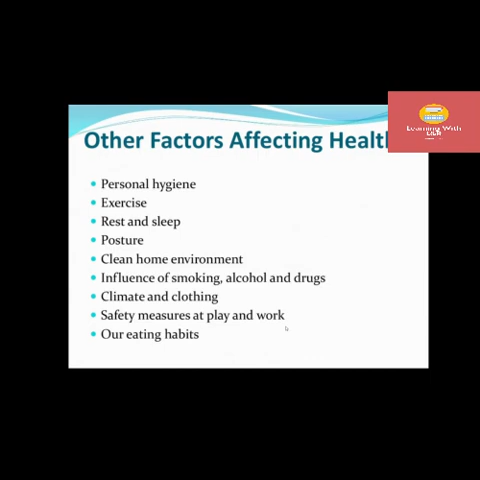 Other Factors Affecting Health
Learning With
Personal hygiene
Exercise
Rest and sleep
Posture
Clean home environment
Influence of smoking, alcohol and drugs
Climate and clothing
Safety measures at play and work
Our eating habits